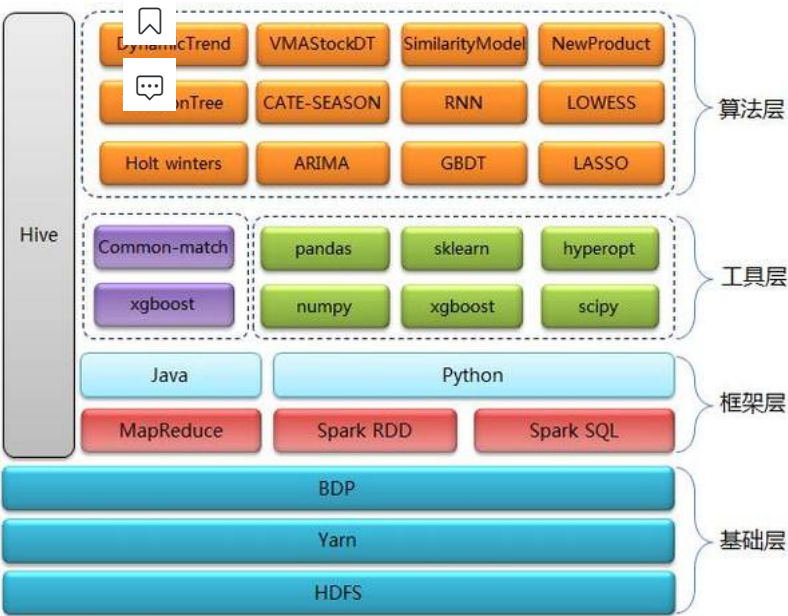 VMAStockDT
SimilarityModel
NewProduct
CATE-SEASON
RNN
LOWESS
算法层
Holt winters
ARIMA
GBDT
LASSO
Hive
Common-match
pandas
sklearn
hyperopt
工具层
xgboost
numpy
xgboost
scipy
Java
Python
框架层
MapReduce
Spark RDD
Spark SQL
BDP
Yarn
基础层
HDFS